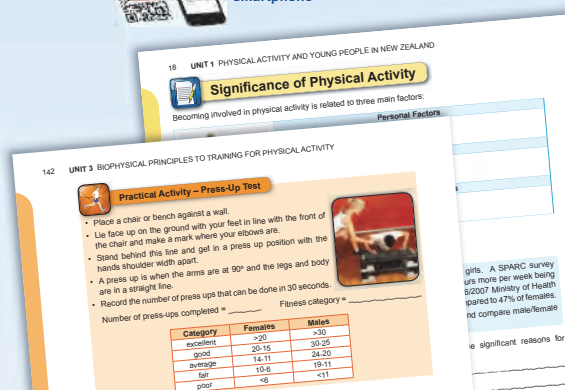 smartphone
18 UNIT 1 PHYSICAL ACTIVITY AND YOUNG PEOPLE IN NEW ZEALAND
Significance of Physical Activity
Becoming involved in physical activity is related to three main factors:
Personal Factors
girls. A SPARC survey
urs more per week being
6/2007 Ministry of Health
pared to 47% of females.
nd compare male/female
e significant reasons for
142 UNIT 3 BIOPHYSICAL PRINCIPLES TO TRAINING FOR PHYSICAL ACTIVITY
Practical Activity – Press-Up Test
• Place a chair or bench against a wall.
• Lie face up on the ground with your feet in line with the front of
the chair and make a mark where your elbows are.
• Stand behind this line and get in a press up position with the
hands shoulder width apart.
• A press up is when the arms are at 90º and the legs and body
are in a straight line.
• Record the number of press ups that can be done in 30 seconds.
Number of press-ups completed = Fitness category =
Category Females Males
excellent >20 >30
good 20-15 30-25
average 14-11 24-20
fair 10-6 19-11
poor <6 <11